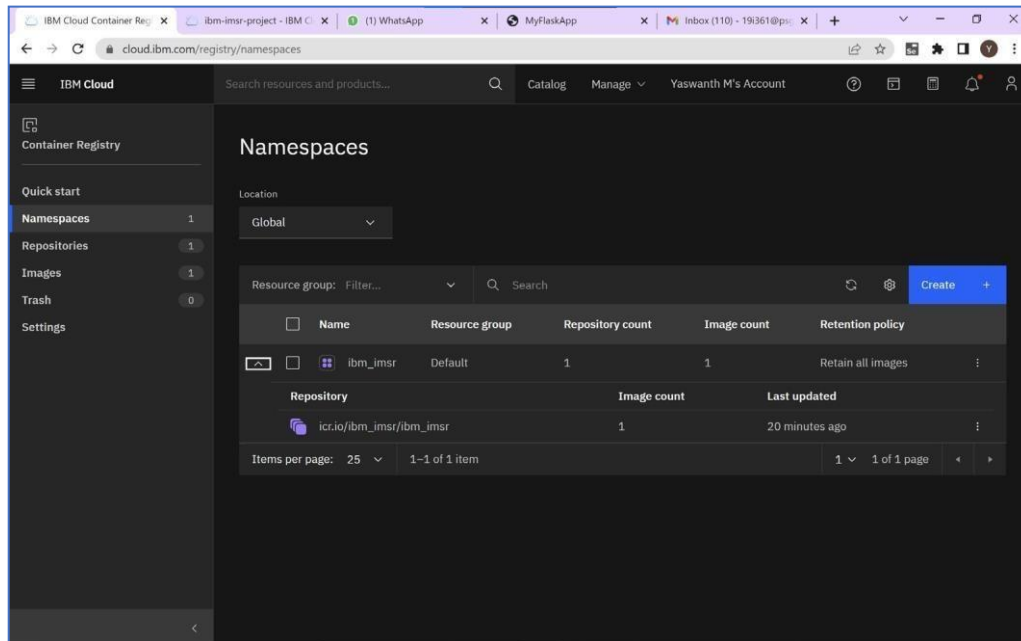 IBM Cloud Container Reg
ibm-imsr-project - IBM C
(1) WhatsApp
MyFlaskApp
Inbox (110) - 19i361@psg
cloud.ibm.com/registry/namespaces
Y
IBM Cloud
Search resources and products...
Catalog
Manage
Yaswanth M's Account
Container Registry
Quick start
Namespaces 1
Repositories 1
Images 1
Trash 0
Settings
Namespaces
Location
Global
Resource group: Filter...
Search
Create +
Name Resource group Repository count Image count Retention policy
ibm_imsr Default 1 1 Retain all images
Repository Image count Last updated
icr.io/ibm_imsr/ibm_imsr 1 20 minutes ago
Items per page: 25 1–1 of 1 item 1 1 of 1 page